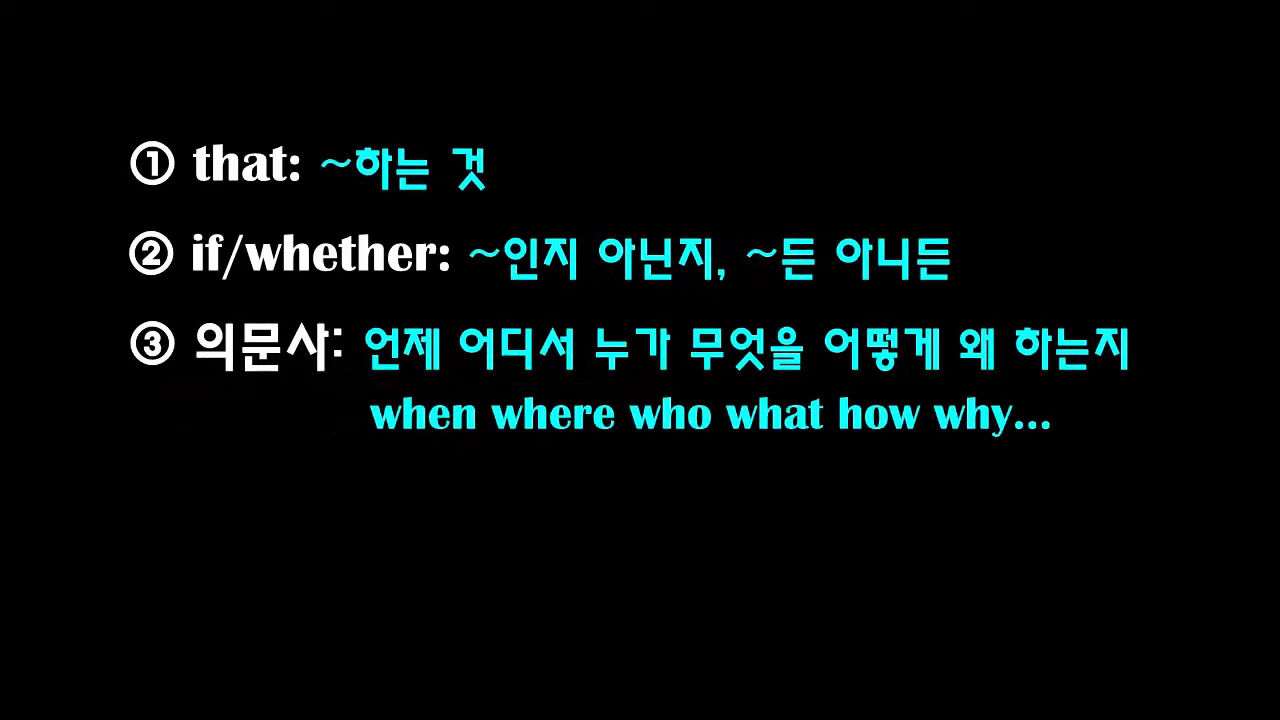 ① that: ~하는 것
② if/whether: ~인지 아닌지, ~든 아니든
③ 의문사: 언제 어디서 누가 무엇을 어떻게 왜 하는지
when where who what how why...